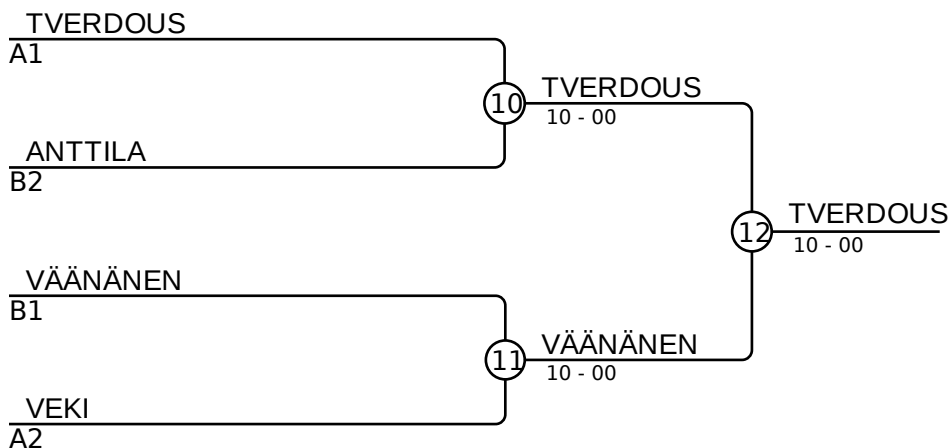 TVERDOUS
A1
10
TVERDOUS
10 - 00
ANTTILA
B2
12
TVERDOUS
10 - 00
VÄÄNÄNEN
B1
11
VÄÄNÄNEN
10 - 00
VEKI
A2